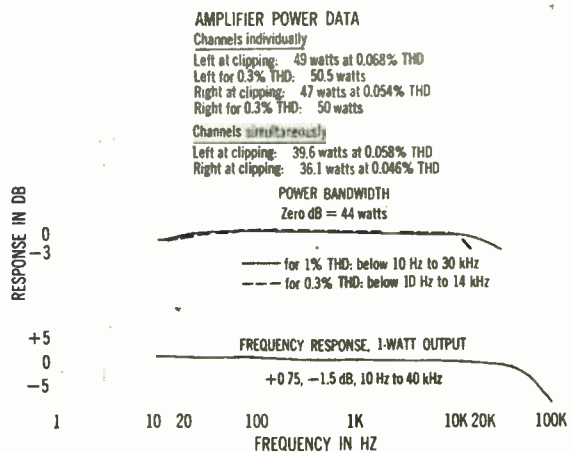 AMPLIFIER POWER DATA
Channels individually
Left at clipping: 49 watts at 0.068% THD
Left for 0.3% THD: 50.5 watts
Right at clipping: 47 watts at 0.054% THD
Right for 0.3% THD: 50 watts
Channels simultaneously
Left at clipping: 39.6 watts at 0.058% THD
Right at clipping: 36.1 watts at 0.046% THD
POWER BANDWIDTH
Zero dB = 44 watts
RESPONSE IN DB
0
−3
for 1% THD: below 10 Hz to 30 kHz
for 0.3% THD: below 10 Hz to 14 kHz
+5
0
−5
FREQUENCY RESPONSE, 1-WATT OUTPUT
+0 75, −1.5 dB, 10 Hz to 40 kHz
1 10 20 100 1K 10K 20K 100K
FREQUENCY IN HZ